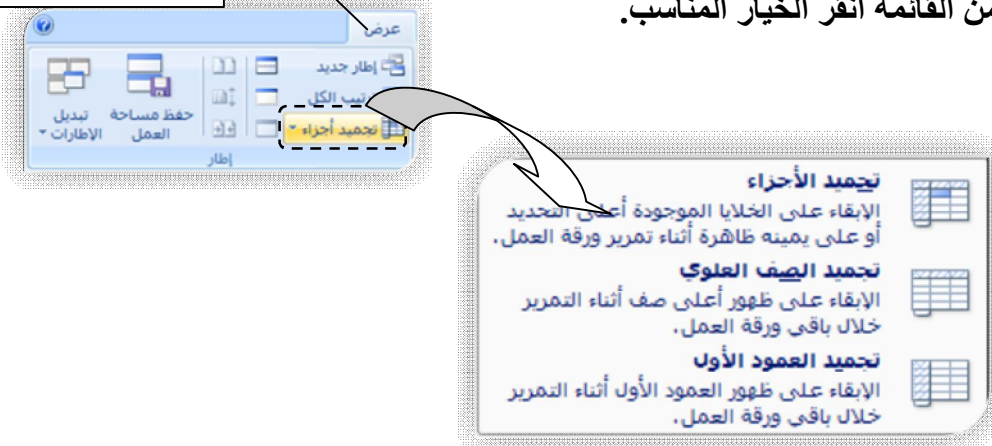 من القائمة انقر الخيار المناسب.
عرض
إطار جديد
ترتيب الكل
تجميد أجزاء
حفظ مساحة العمل
تبديل الإطارات
إطار
تجميد الأجزاء
الإبقاء على الخلايا الموجودة أعلى التحديد
أو على يمينه ظاهرة أثناء تمرير ورقة العمل.
تجميد الصف العلوي
الإبقاء على ظهور أعلى صف أثناء التمرير
خلال باقي ورقة العمل.
تجميد العمود الأول
الإبقاء على ظهور العمود الأول أثناء التمرير
خلال باقي ورقة العمل.